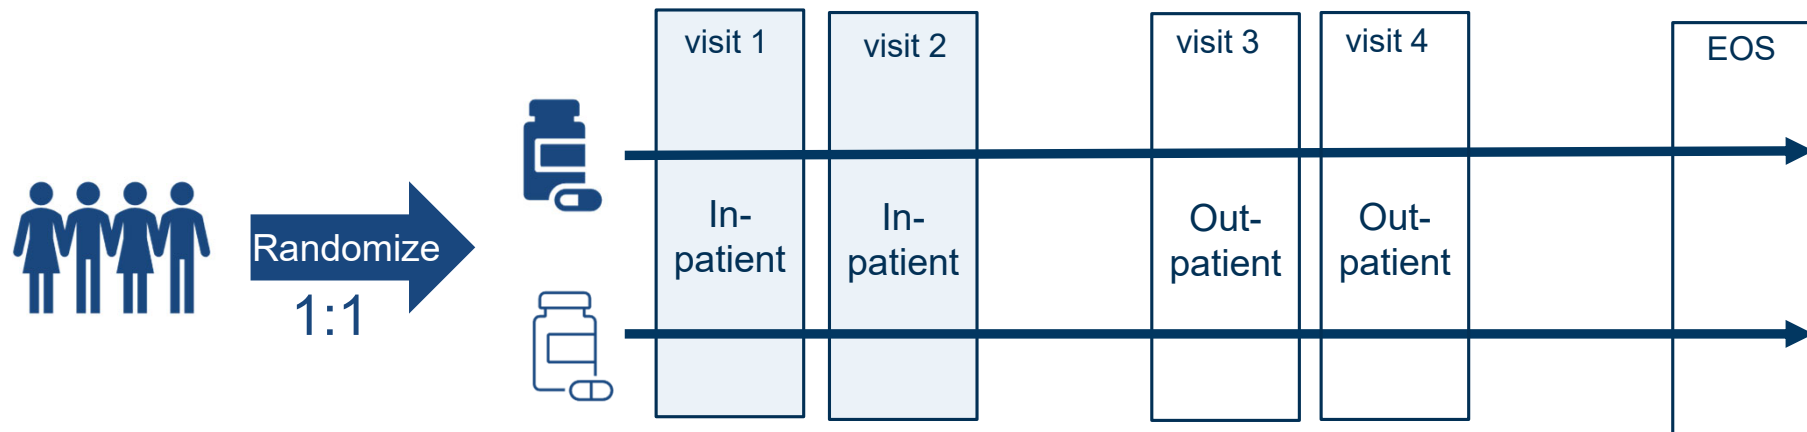 visit 1
visit 2
visit 3
visit 4
EOS
Randomize
1:1
In-
patient
In-
patient
Out-
patient
Out-
patient